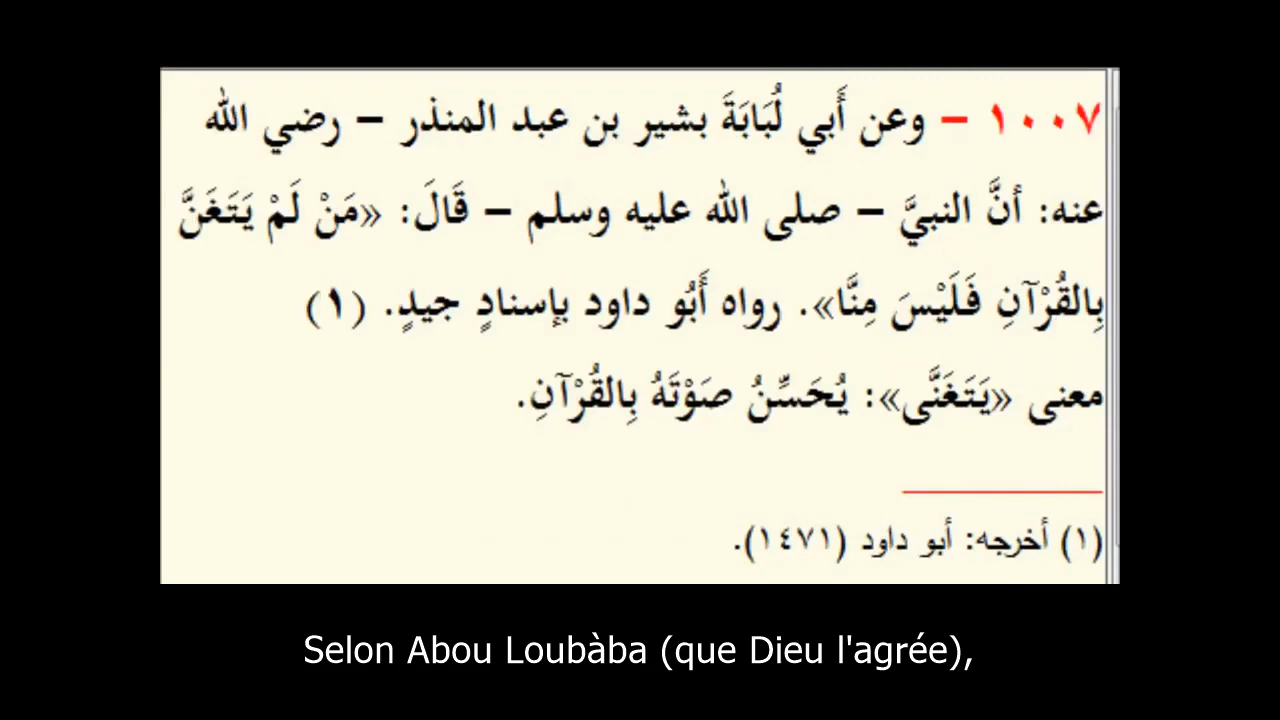 ١٠٠٧ – وعن أَبي لُبَابَةَ بشير بن عبد المنذر – رضي الله
عنه: أنَّ النبيَّ – صلى الله عليه وسلم – قَالَ: «مَنْ لَمْ يَتَغَنَّ
بِالقُرْآنِ فَلَيْسَ مِنَّا». رواه أَبُو داود بإسنادٍ جيدٍ. (١)
معنى «يَتَغَنَّى»: يُحَسِّنُ صَوْتَهُ بِالقُرْآنِ.
(١) أخرجه: أبو داود (١٤٧١).
Selon Abou Loubàba (que Dieu l'agrée),